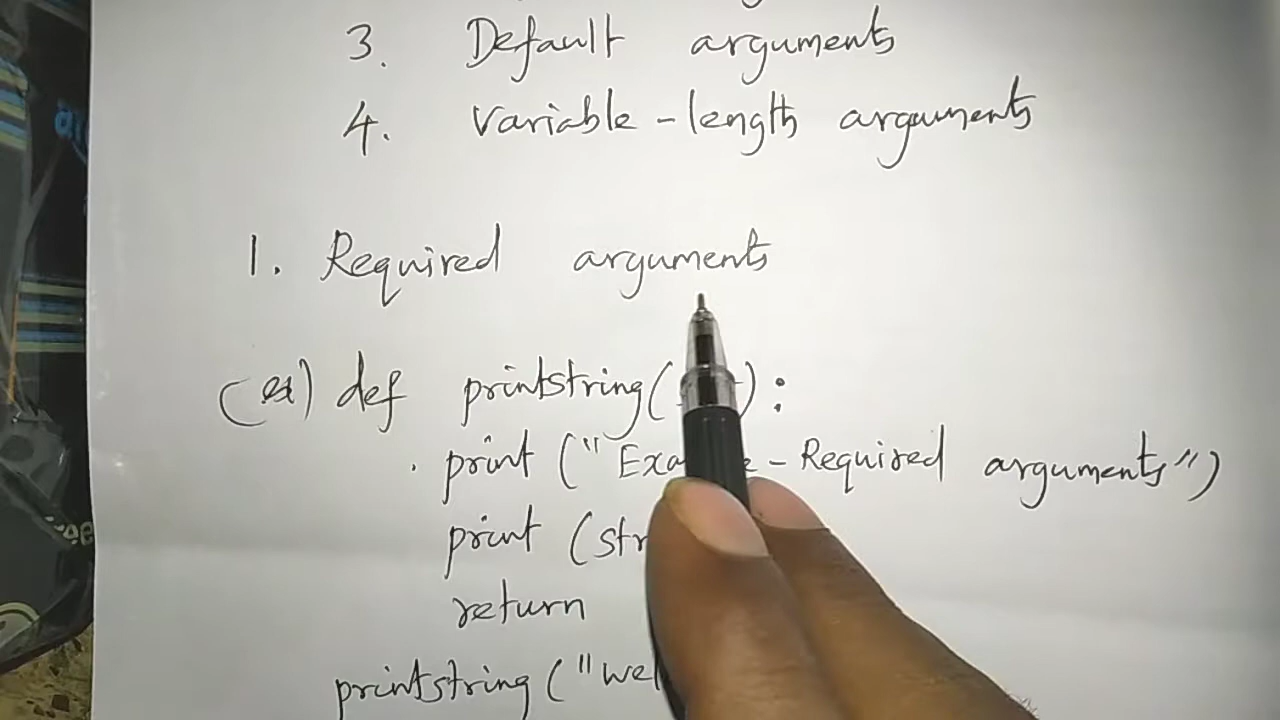 3. Default arguments
4. Variable-length arguments
1. Required arguments
(ex) def printstring( ):
print ("Exa e-Required arguments")
print (str
return
printstring ("wel